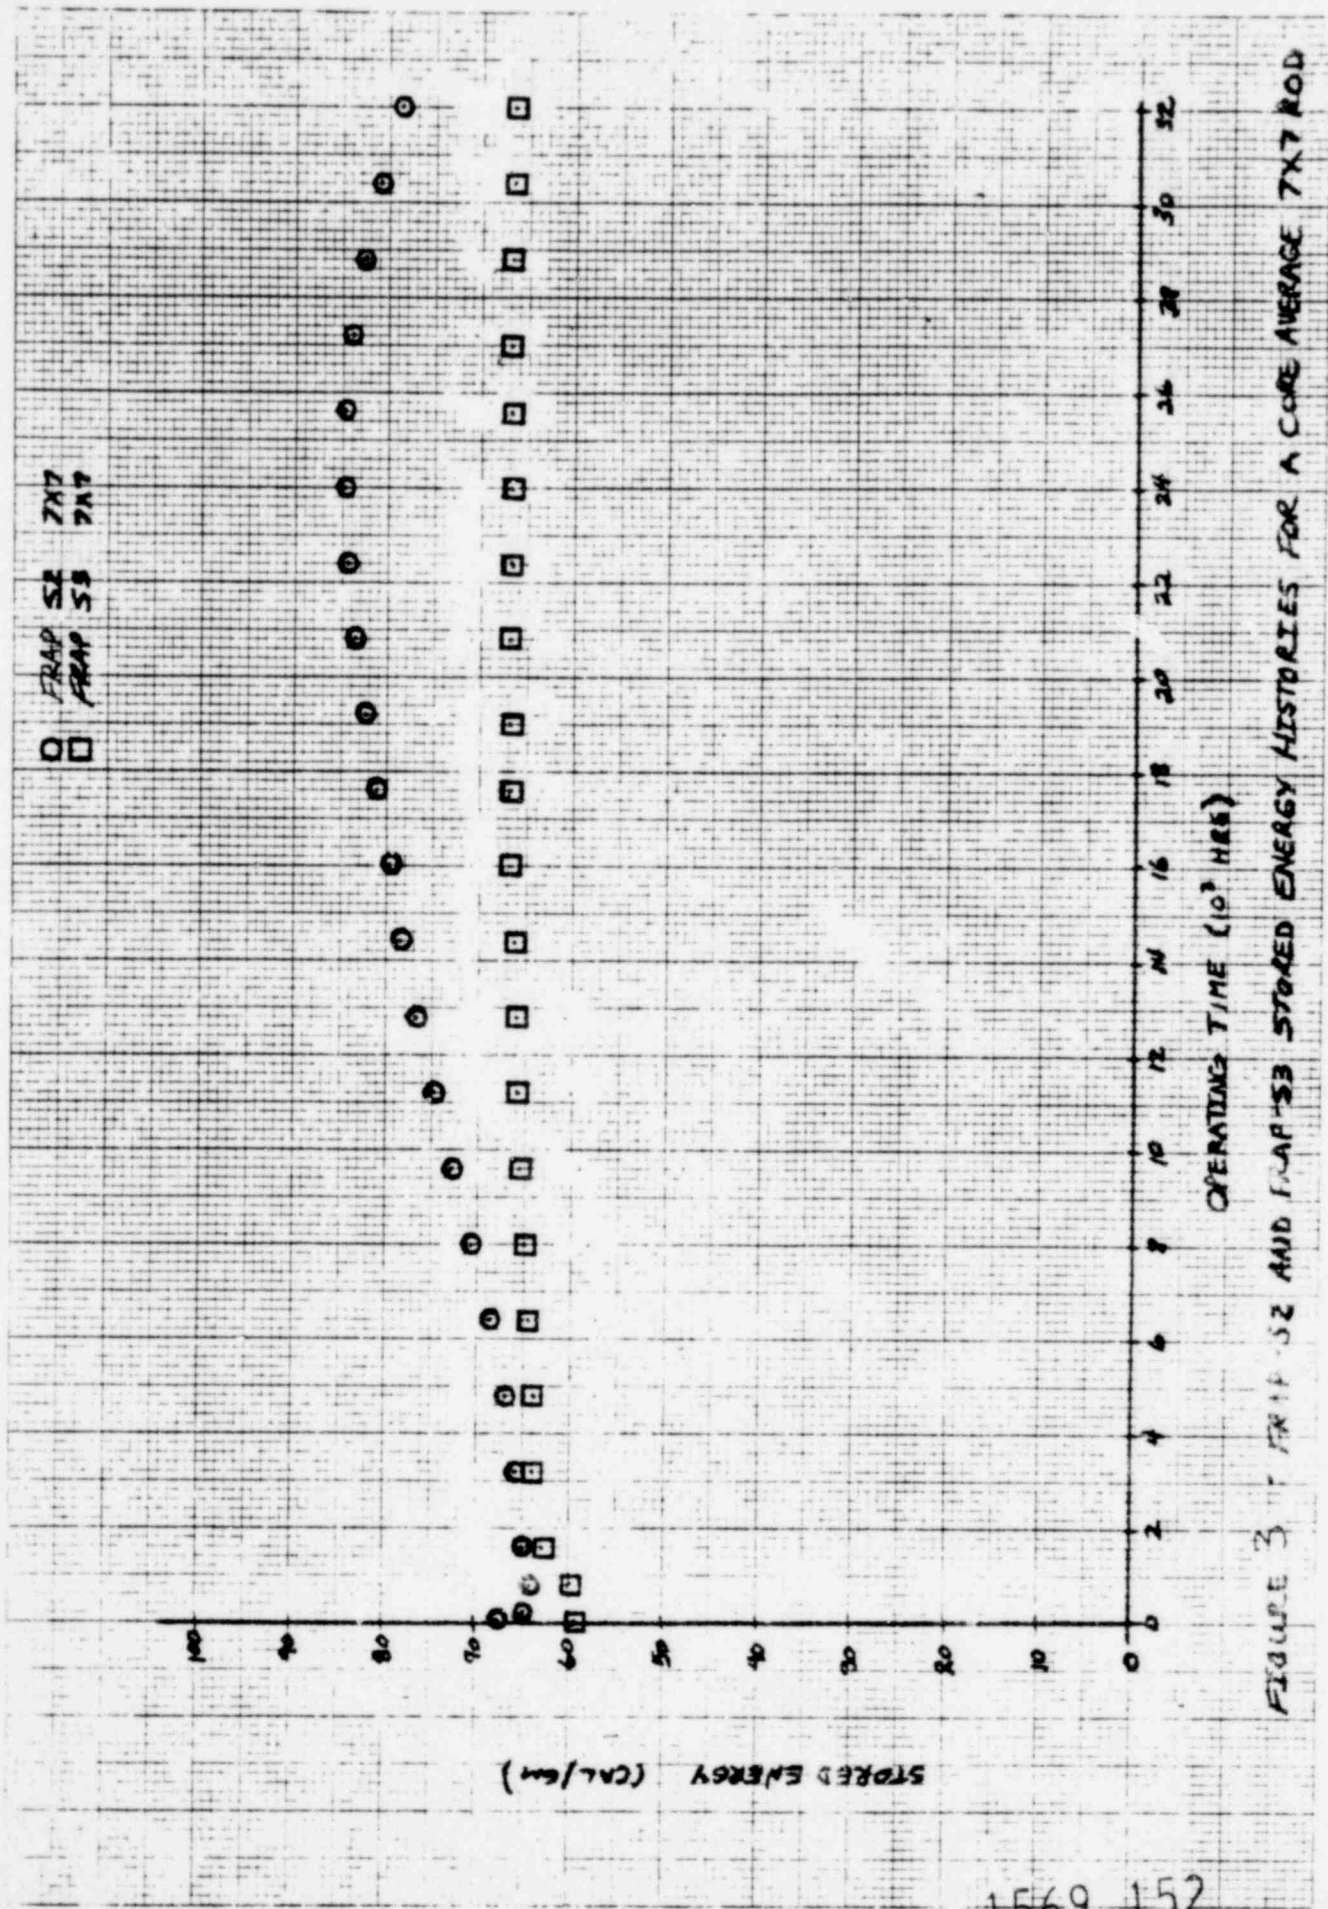 FRAP S2 7X7
FRAP S3 7X7
STORED ENERGY (CAL/GM)
100
90
80
70
60
50
40
30
20
10
0
0 2 4 6 8 10 12 14 16 18 20 22 24 26 28 30 32
OPERATING TIME (10³ HRS)
FIGURE 3 S2 AND FRAP S3 STORED ENERGY HISTORIES FOR A CORE AVERAGE 7X7 ROD
1569 152